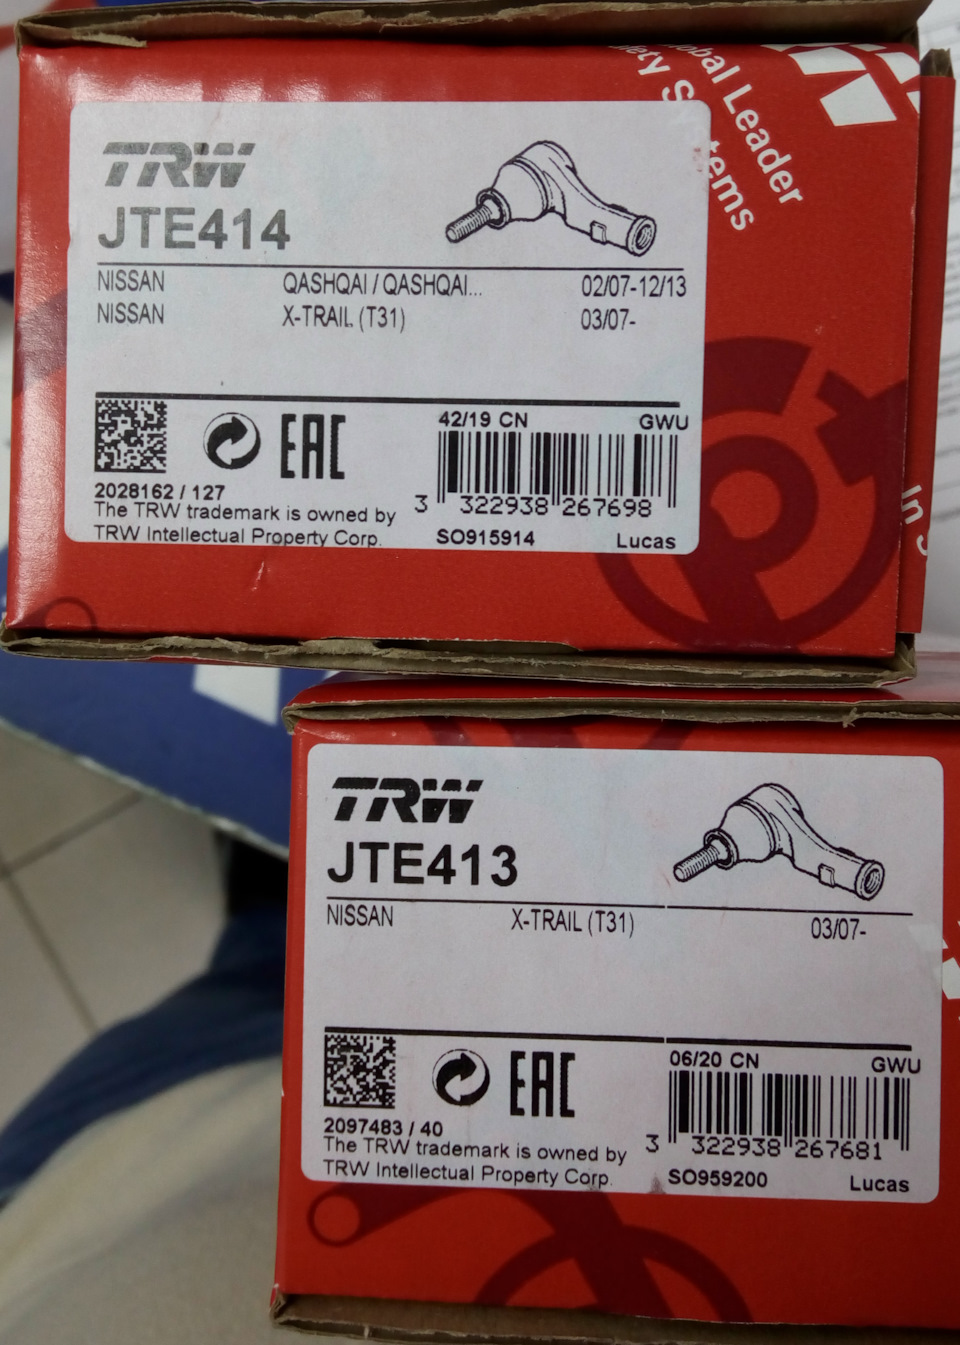 Global Leader
Safety Systems
TRW
JTE414
NISSAN QASHQAI / QASHQAI... 02/07-12/13
NISSAN X-TRAIL (T31) 03/07-
EAC 42/19 CN GWU
2028162 / 127
The TRW trademark is owned by
TRW Intellectual Property Corp.
3 322938 267698
SO915914 Lucas
in
TRW
JTE413
NISSAN X-TRAIL (T31) 03/07-
EAC 06/20 CN GWU
2097483 / 40
The TRW trademark is owned by
TRW Intellectual Property Corp.
3 322938 267681
SO959200 Lucas